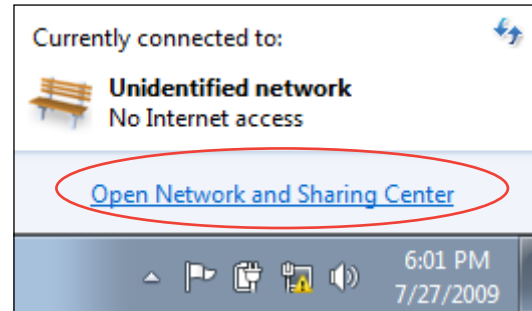 Currently connected to:
Unidentified network
No Internet access
Open Network and Sharing Center
6:01 PM
7/27/2009